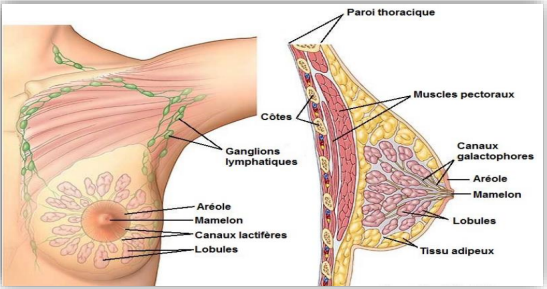 Paroi thoracique
Muscles pectoraux
Côtes
Canaux
galactophores
Ganglions
lymphatiques
Aréole
Mamelon
Aréole
Mamelon
Lobules
Canaux lactifères
Lobules
Tissu adipeux